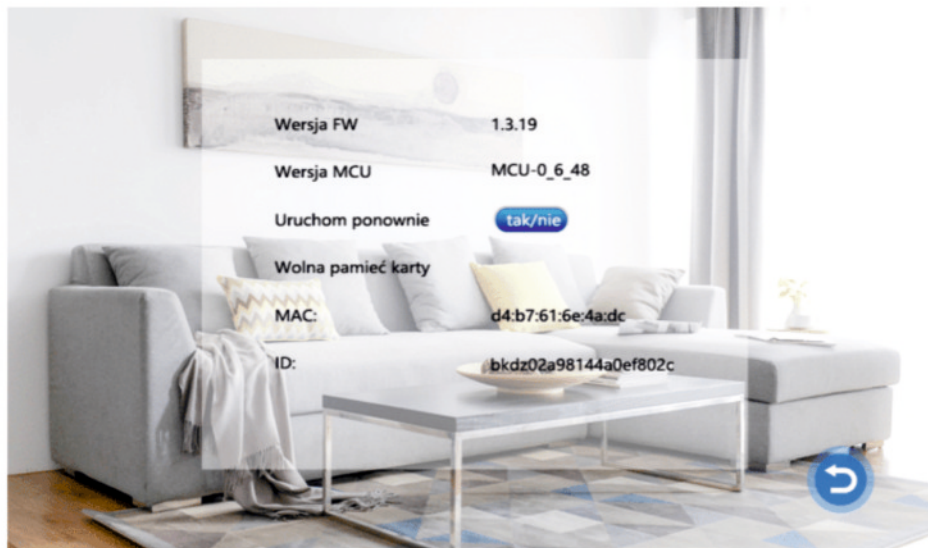 Wersja FW 1.3.19
Wersja MCU MCU-0_6_48
Uruchom ponownie tak/nie
Wolna pamieć karty
MAC: d4:b7:61:6e:4a:dc
ID: bkdz02a98144a0ef802c